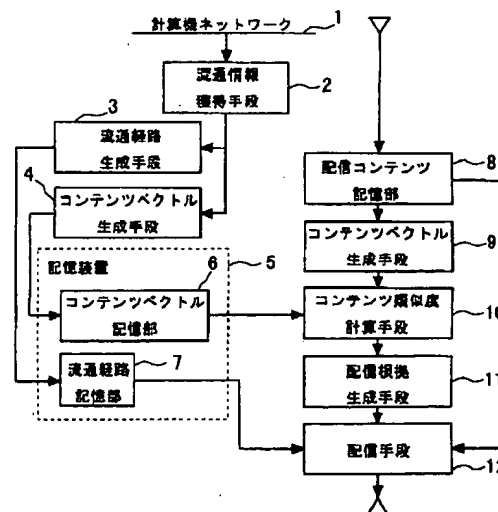 計算機ネットワーク
1
流通情報
獲得手段
2
3
流通経路
生成手段
4
コンテンツベクトル
生成手段
記憶装置
5
6
コンテンツベクトル
記憶部
7
流通経路
記憶部
配信コンテンツ
記憶部
8
コンテンツベクトル
生成手段
9
コンテンツ類似度
計算手段
10
配信根拠
生成手段
11
配信手段
12